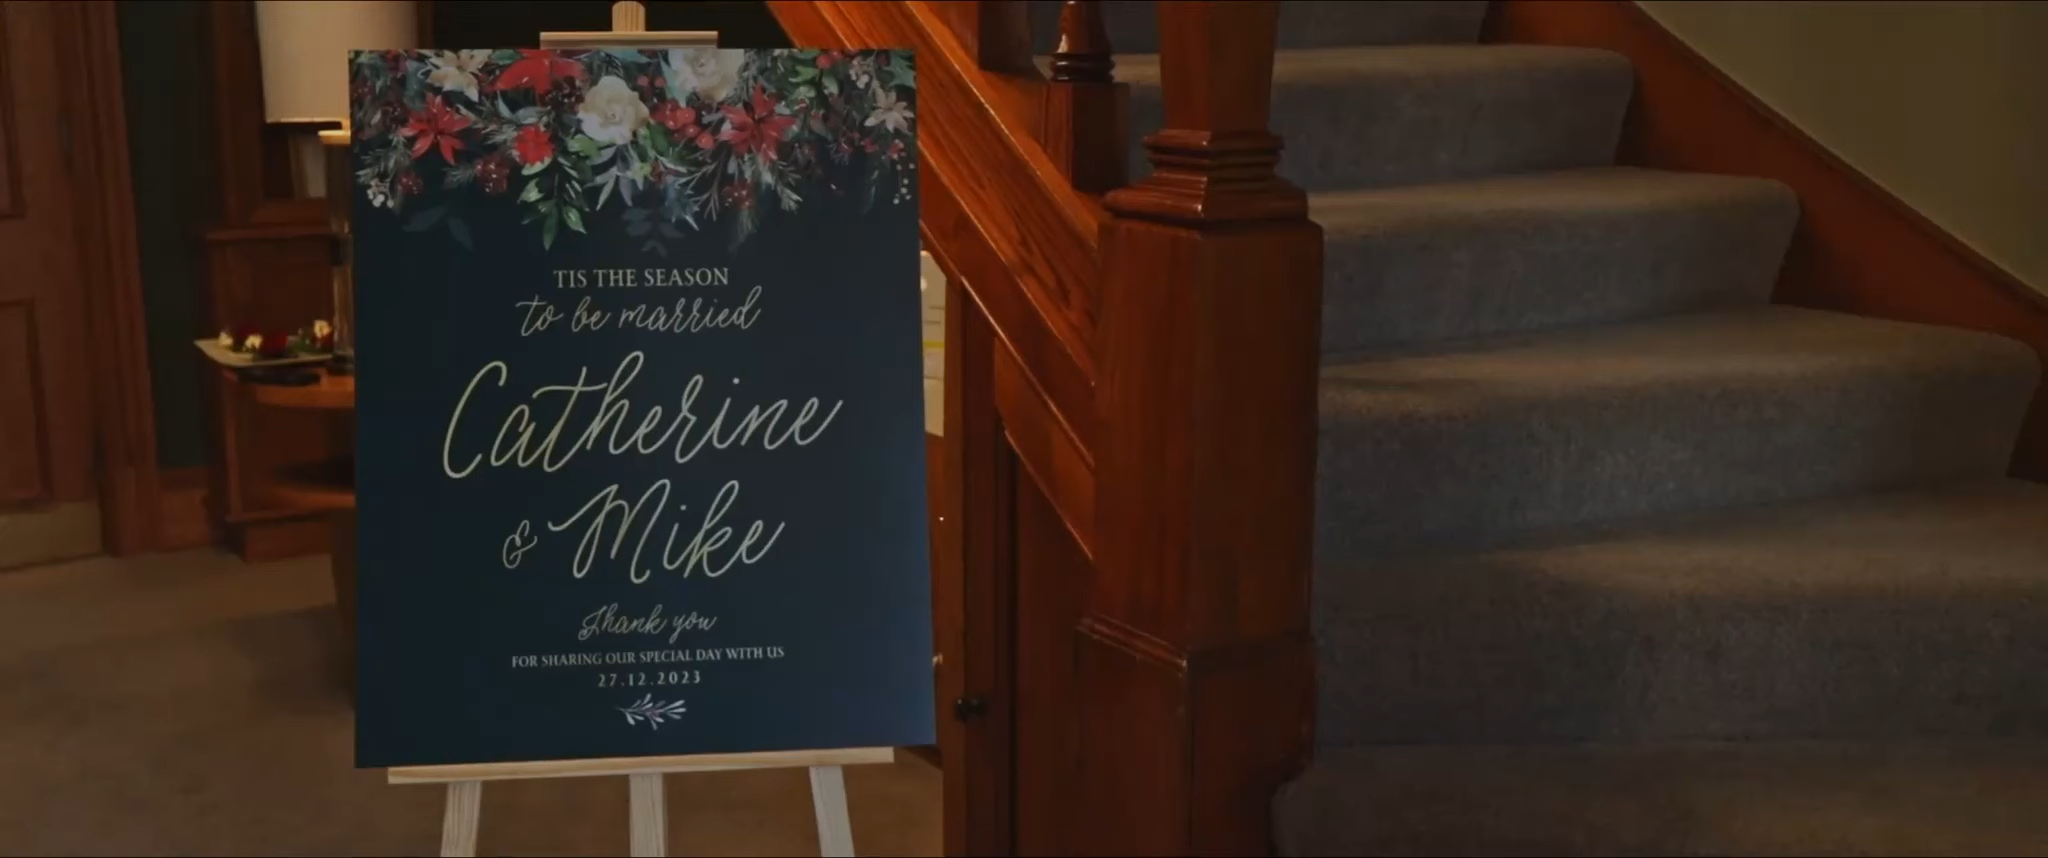 TIS THE SEASON
to be married
Catherine
& Mike
Thank you
FOR SHARING OUR SPECIAL DAY WITH US
27.12.2023